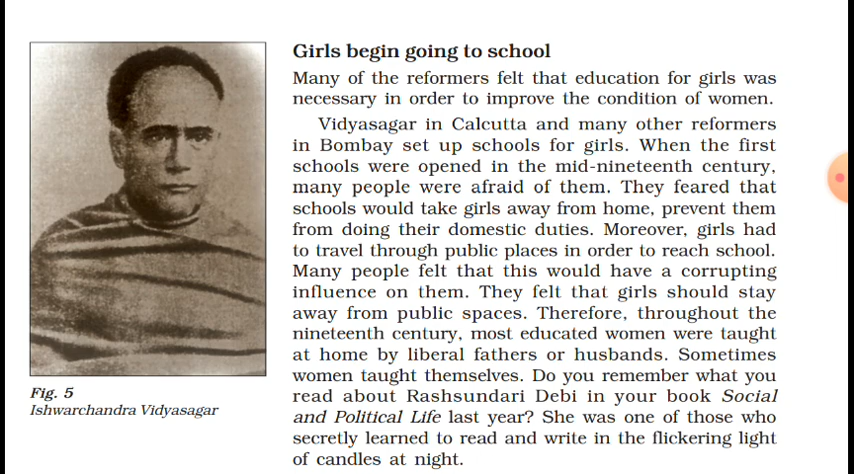 Girls begin going to school
Many of the reformers felt that education for girls was
necessary in order to improve the condition of women.
Vidyasagar in Calcutta and many other reformers
in Bombay set up schools for girls. When the first
schools were opened in the mid-nineteenth century,
many people were afraid of them. They feared that
schools would take girls away from home, prevent them
from doing their domestic duties. Moreover, girls had
to travel through public places in order to reach school.
Many people felt that this would have a corrupting
influence on them. They felt that girls should stay
away from public spaces. Therefore, throughout the
nineteenth century, most educated women were taught
at home by liberal fathers or husbands. Sometimes
women taught themselves. Do you remember what you
read about Rashsundari Debi in your book Social
and Political Life last year? She was one of those who
secretly learned to read and write in the flickering light
of candles at night.
Fig. 5
Ishwarchandra Vidyasagar